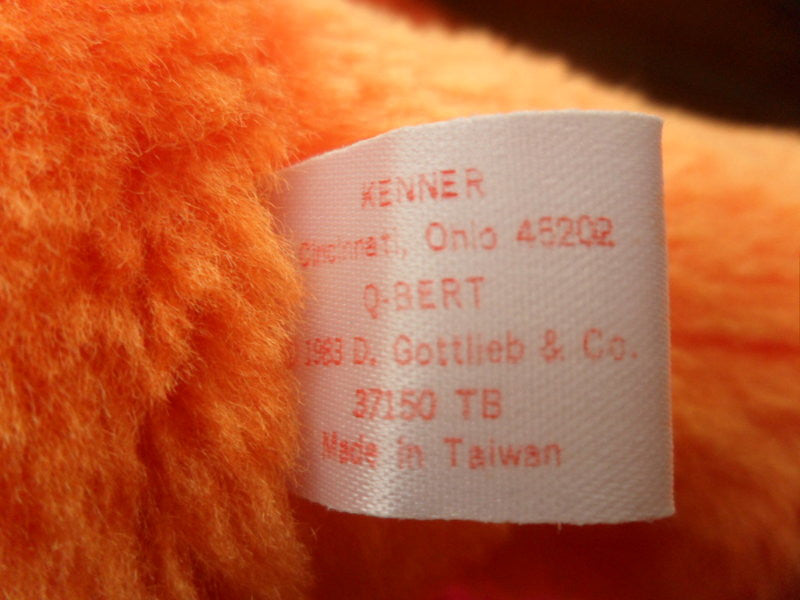 KENNER
Cincinnati, Ohio 45202
Q-BERT
© 1983 D. Gottlieb & Co.
37150 TB
Made in Taiwan